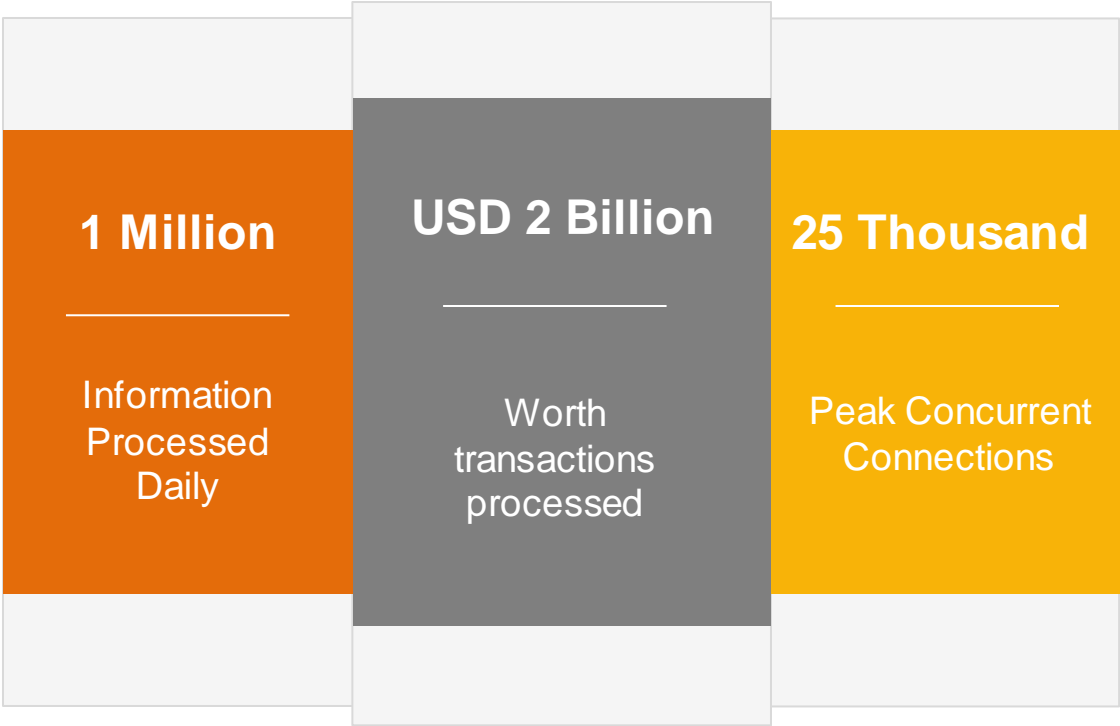 1 Million
Information
Processed
Daily
USD 2 Billion
Worth
transactions
processed
25 Thousand
Peak Concurrent
Connections